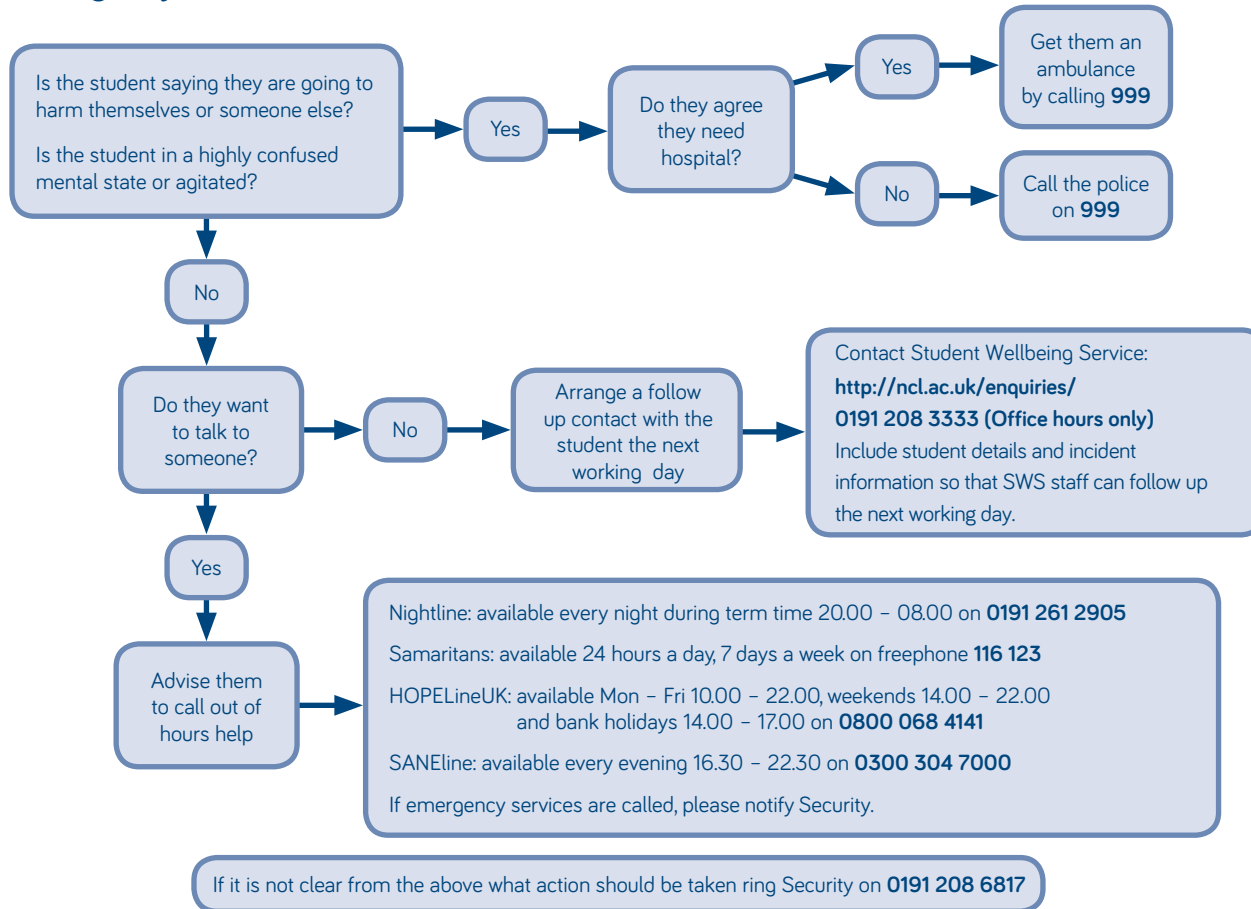 Is the student saying they are going to
harm themselves or someone else?
Is the student in a highly confused
mental state or agitated?
Yes
Do they agree
they need
hospital?
Yes
Get them an
ambulance
by calling 999
No
Call the police
on 999
No
Do they want
to talk to
someone?
No
Arrange a follow
up contact with the
student the next
working day
Contact Student Wellbeing Service:
http://ncl.ac.uk/enquiries/
0191 208 3333 (Office hours only)
Include student details and incident
information so that SWS staff can follow up
the next working day.
Yes
Advise them
to call out of
hours help
Nightline: available every night during term time 20.00 – 08.00 on 0191 261 2905
Samaritans: available 24 hours a day, 7 days a week on freephone 116 123
HOPELineUK: available Mon – Fri 10.00 – 22.00, weekends 14.00 – 22.00
and bank holidays 14.00 – 17.00 on 0800 068 4141
SANEline: available every evening 16.30 – 22.30 on 0300 304 7000
If emergency services are called, please notify Security.
If it is not clear from the above what action should be taken ring Security on 0191 208 6817